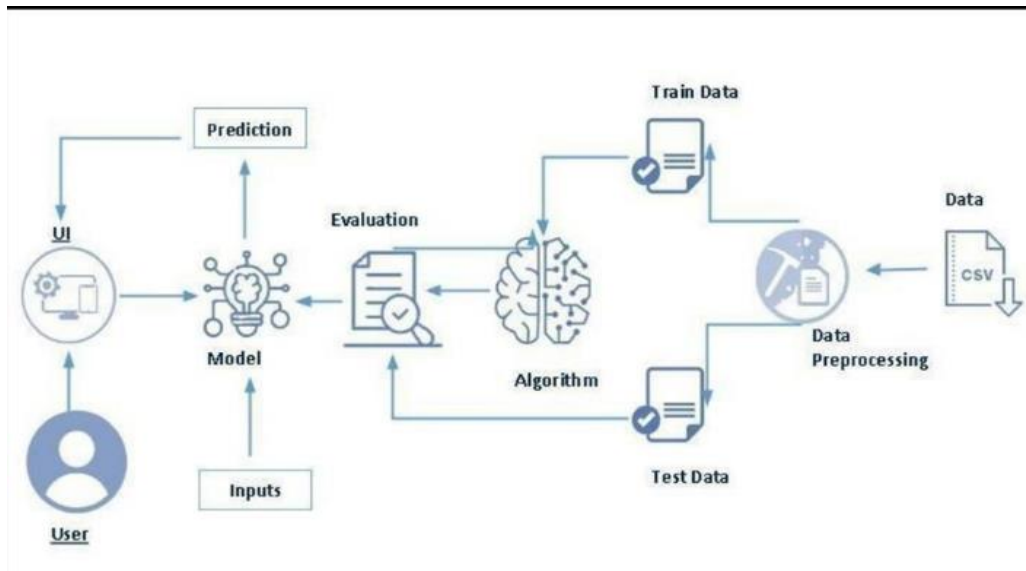 Train Data
Prediction
Data
Evaluation
UI
CSV
Data
Preprocessing
Model
Algorithm
Test Data
Inputs
User